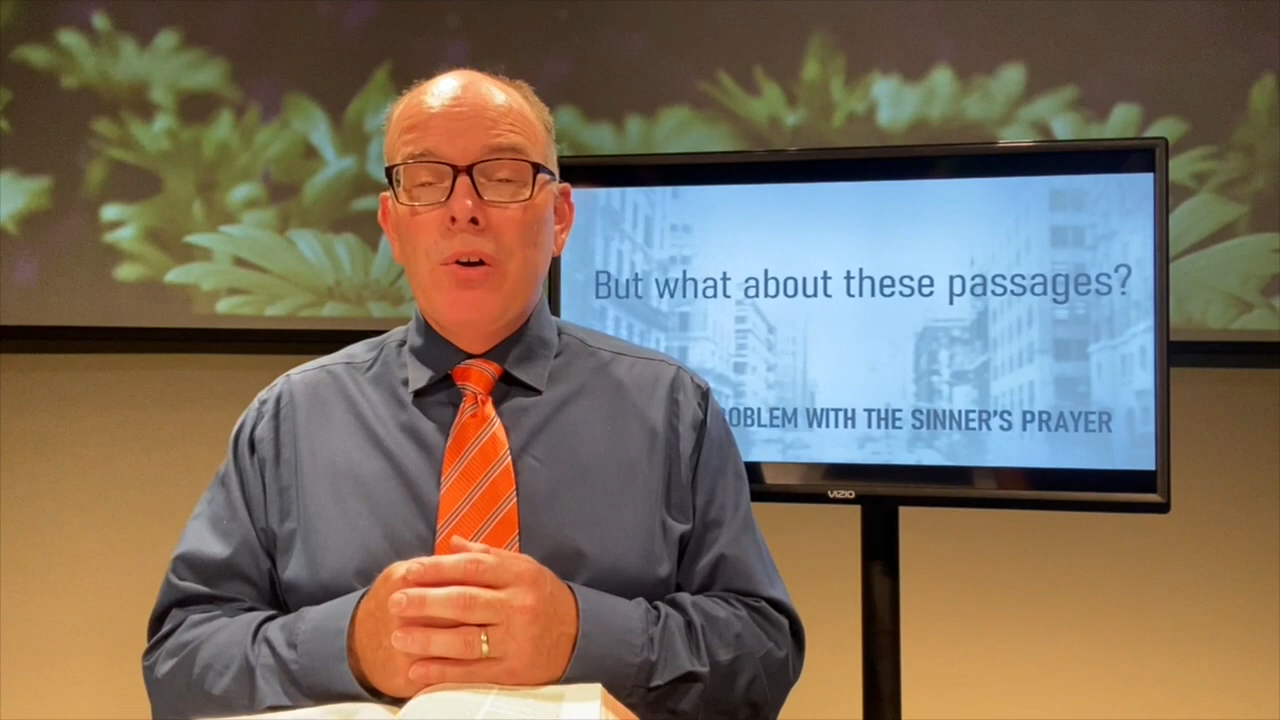 But what about these passages?
OBLEM WITH THE SINNER'S PRAYER
VIZIO